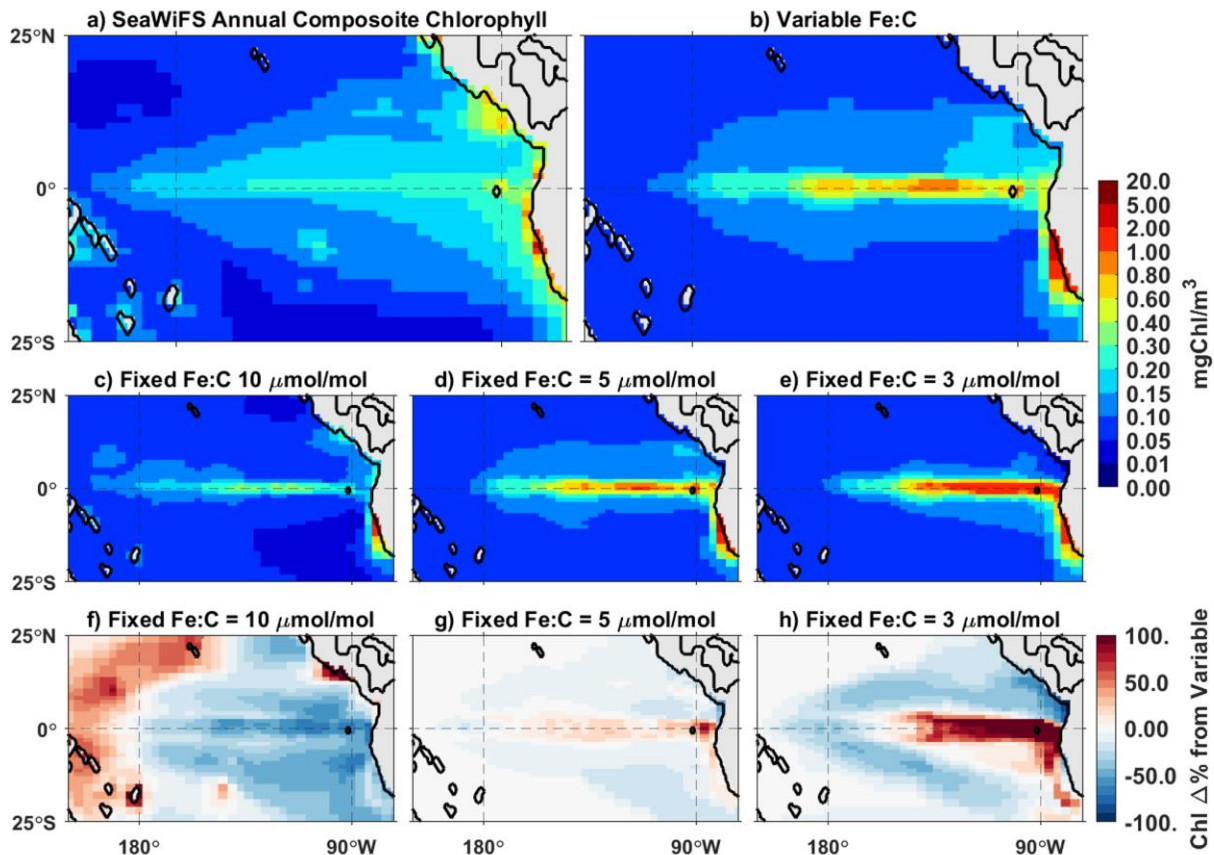 a) SeaWiFS Annual Composoite Chlorophyll
b) Variable Fe:C
25°N
0°
25°S
20.0
5.00
1.00
0.80
0.60
0.40
0.30
0.20
0.15
0.10
0.05
0.01
0.00
mgChl/m³
c) Fixed Fe:C 10 μmol/mol
d) Fixed Fe:C = 5 μmol/mol
e) Fixed Fe:C = 3 μmol/mol
25°N
0°
25°S
f) Fixed Fe:C = 10 μmol/mol
g) Fixed Fe:C = 5 μmol/mol
h) Fixed Fe:C = 3 μmol/mol
25°N
0°
25°S
180°
90°W
180°
90°W
180°
90°W
100.
50.0
0.00
-50.0
-100.
Chl Δ% from Variable